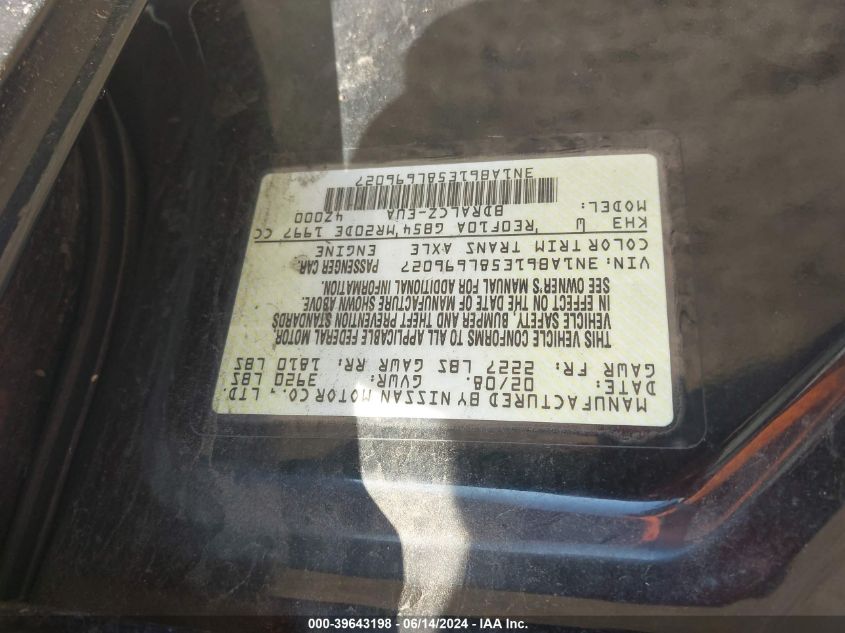 MANUFACTURED BY NISSAN MOTOR CO., LTD.
DATE: 02/08 GVWR: 3920 LBS
GAWR FR: 2227 LBS GAWR RR: 1810 LBS
THIS VEHICLE CONFORMS TO ALL APPLICABLE FEDERAL MOTOR
VEHICLE SAFETY, BUMPER AND THEFT PREVENTION STANDARDS
IN EFFECT ON THE DATE OF MANUFACTURE SHOWN ABOVE.
SEE OWNER'S MANUAL FOR ADDITIONAL INFORMATION.
VIN: 3N1AB61E58L696027 PASSENGER CAR
COLOR TRIM TRANS AXLE ENGINE
KH3 W RE0F10A GB54 MR20DE 1997 CC
MODEL: BDRALCZ-EUA 4Z000
3N1AB61E58L696027
000-39643198 - 06/14/2024 - IAA Inc.